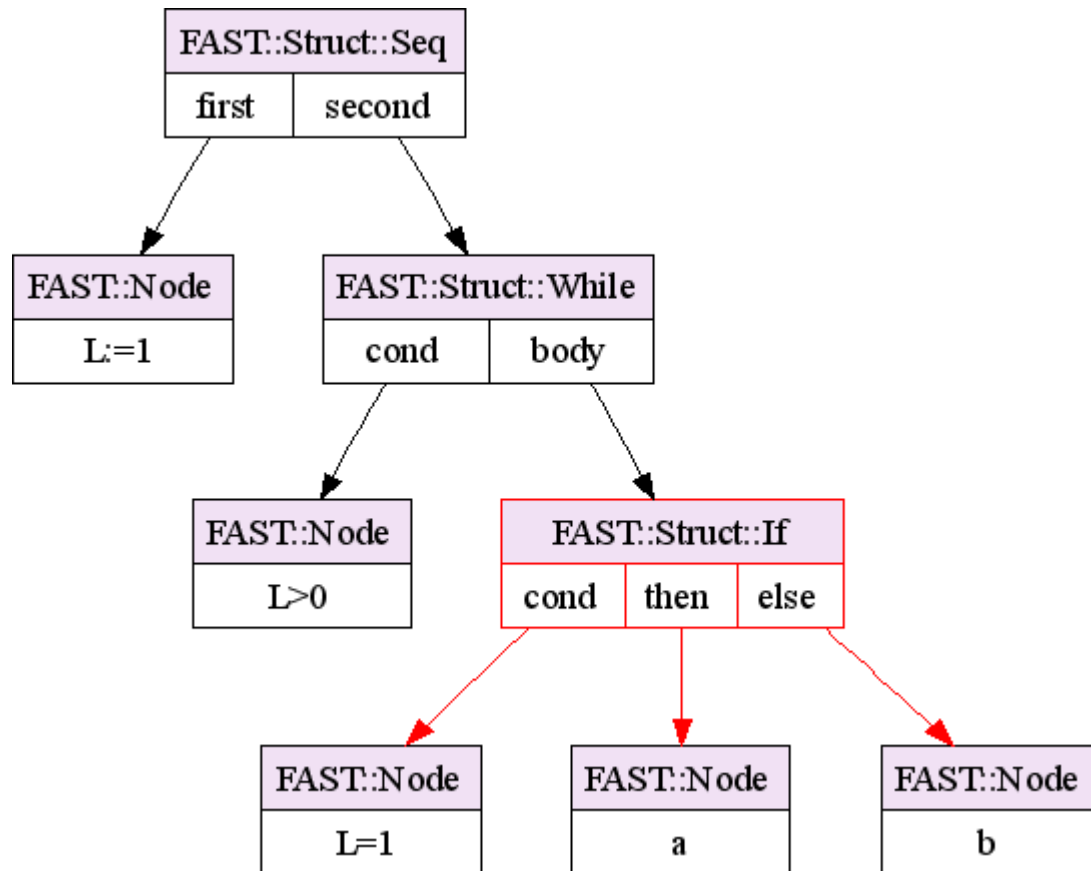 FAST::Struct::Seq
first second
FAST::Node
L:=1
FAST::Struct::While
cond body
FAST::Node
L>0
FAST::Struct::If
cond then else
FAST::Node
L=1
FAST::Node
a
FAST::Node
b